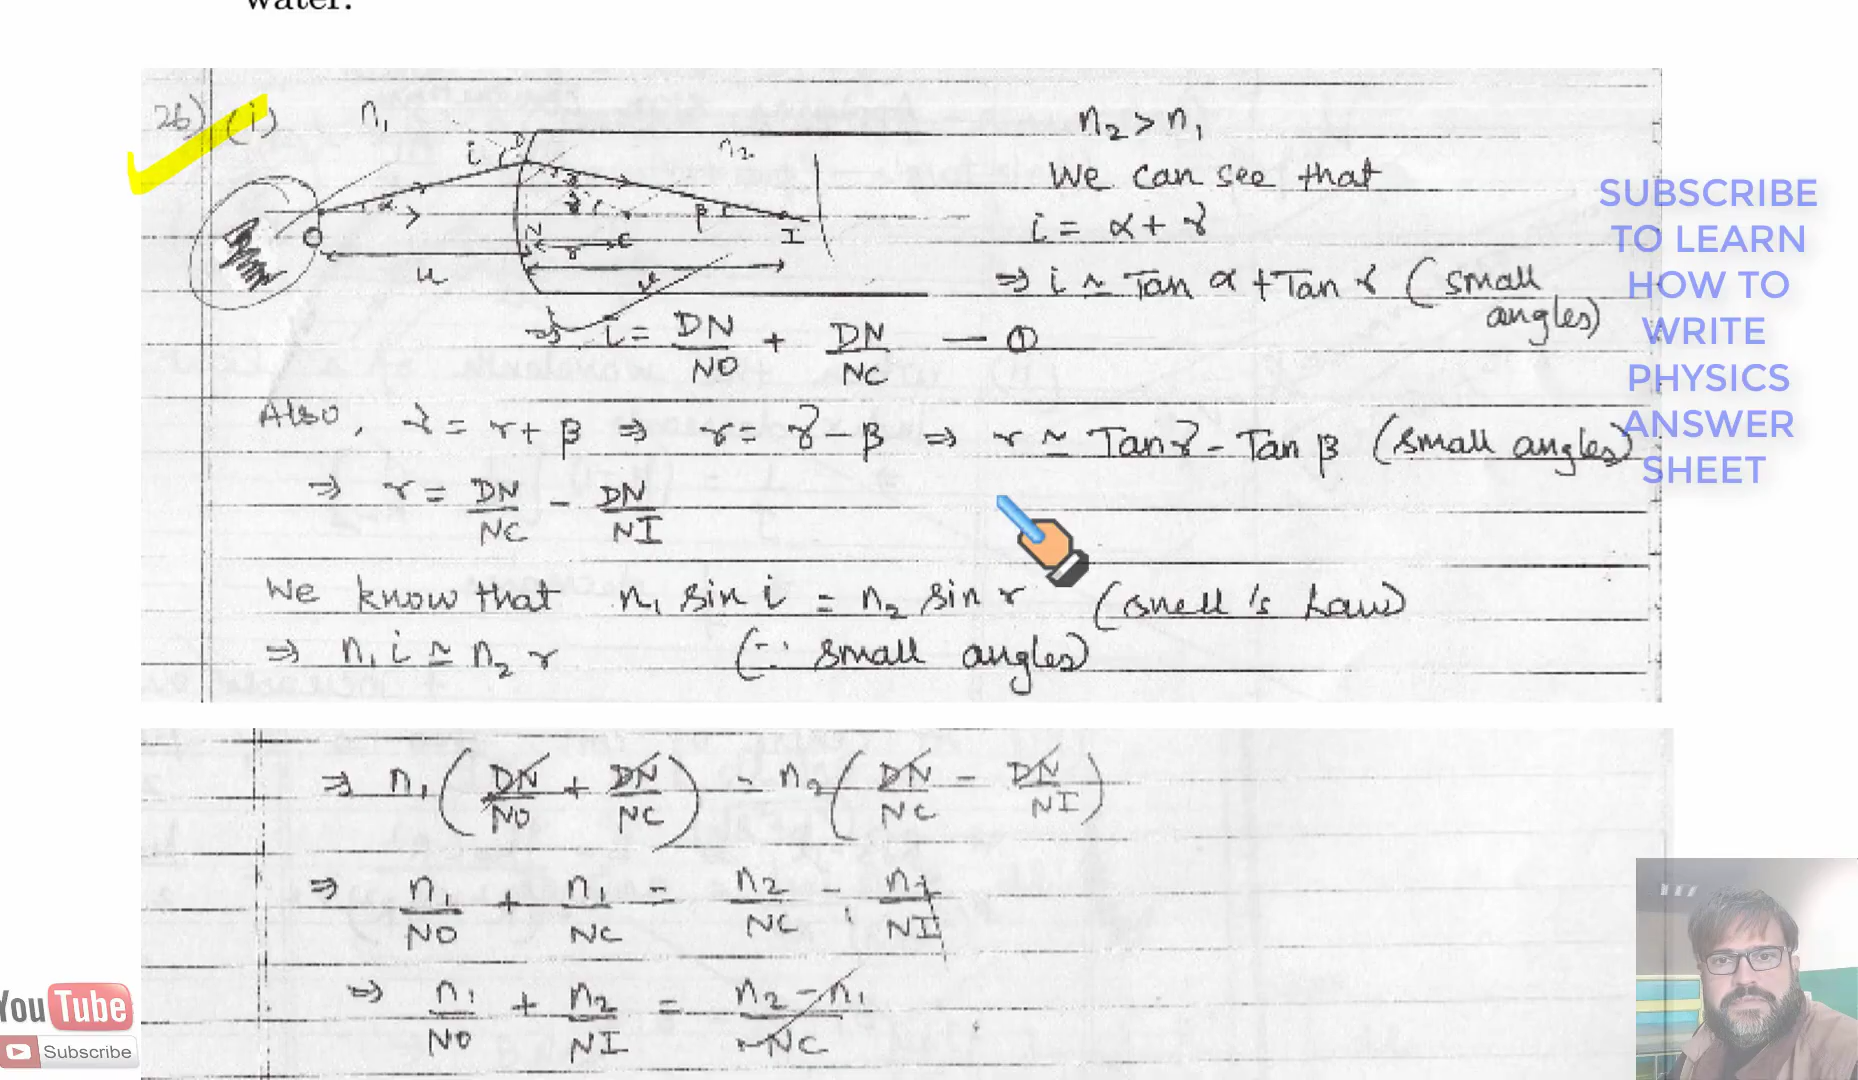 water.
26) (i) n₁ n₂ n₂ > n₁
i D
α γ r β
O N C I
r
u v
We can see that
i = α + γ
⇒ i ≃ Tan α + Tan γ (small angles)
⇒ i = DN/NO + DN/NC — ①
Also, γ = r + β ⇒ r = γ - β ⇒ r ≃ Tan γ - Tan β (small angles)
⇒ r = DN/NC - DN/NI
We know that n₁ sin i = n₂ sin r (Snell's Law)
⇒ n₁ i ≃ n₂ r (∵ small angles)
⇒ n₁ (DN/NO + DN/NC) = n₂ (DN/NC - DN/NI)
⇒ n₁/NO + n₁/NC = n₂/NC - n₂/NI
⇒ n₁/NO + n₂/NI = n₂ - n₁/NC
SUBSCRIBE
TO LEARN
HOW TO
WRITE
PHYSICS
ANSWER
SHEET
YouTube
Subscribe